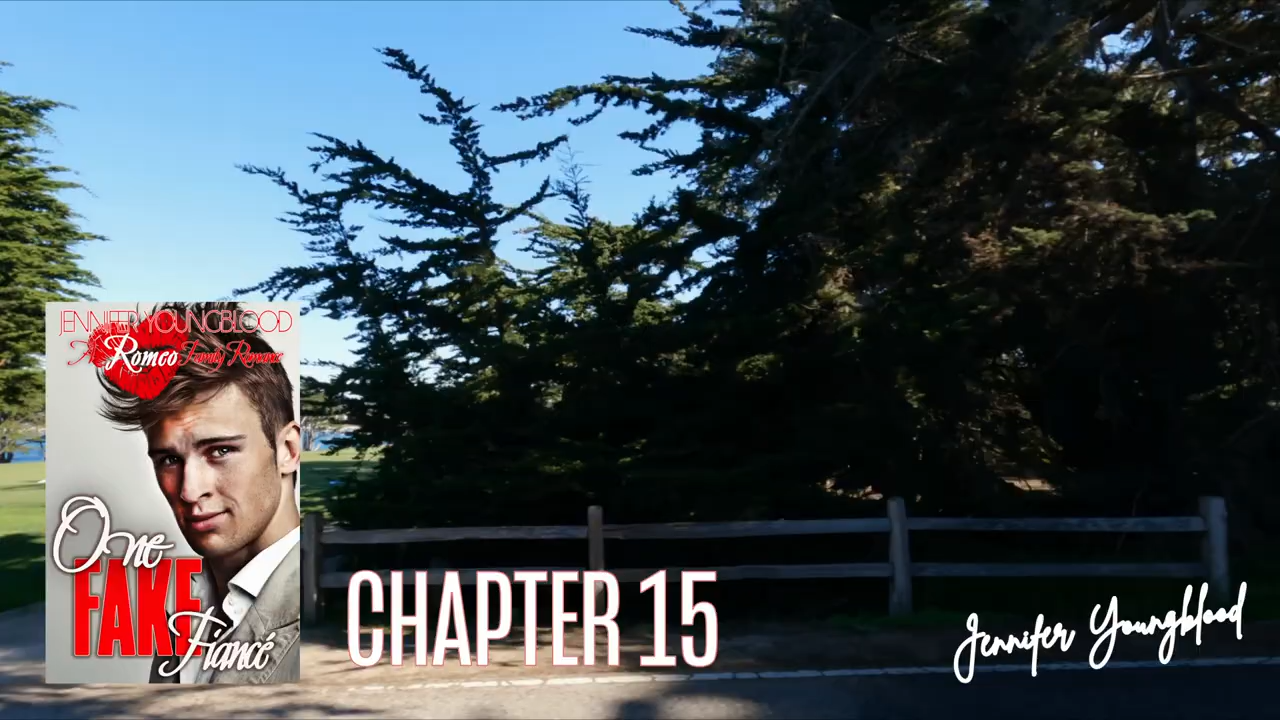 JENNIFER YOUNGBLOOD
A Romeo Family Romance
One
FAKE
Fiancé
CHAPTER 15
Jennifer Youngblood